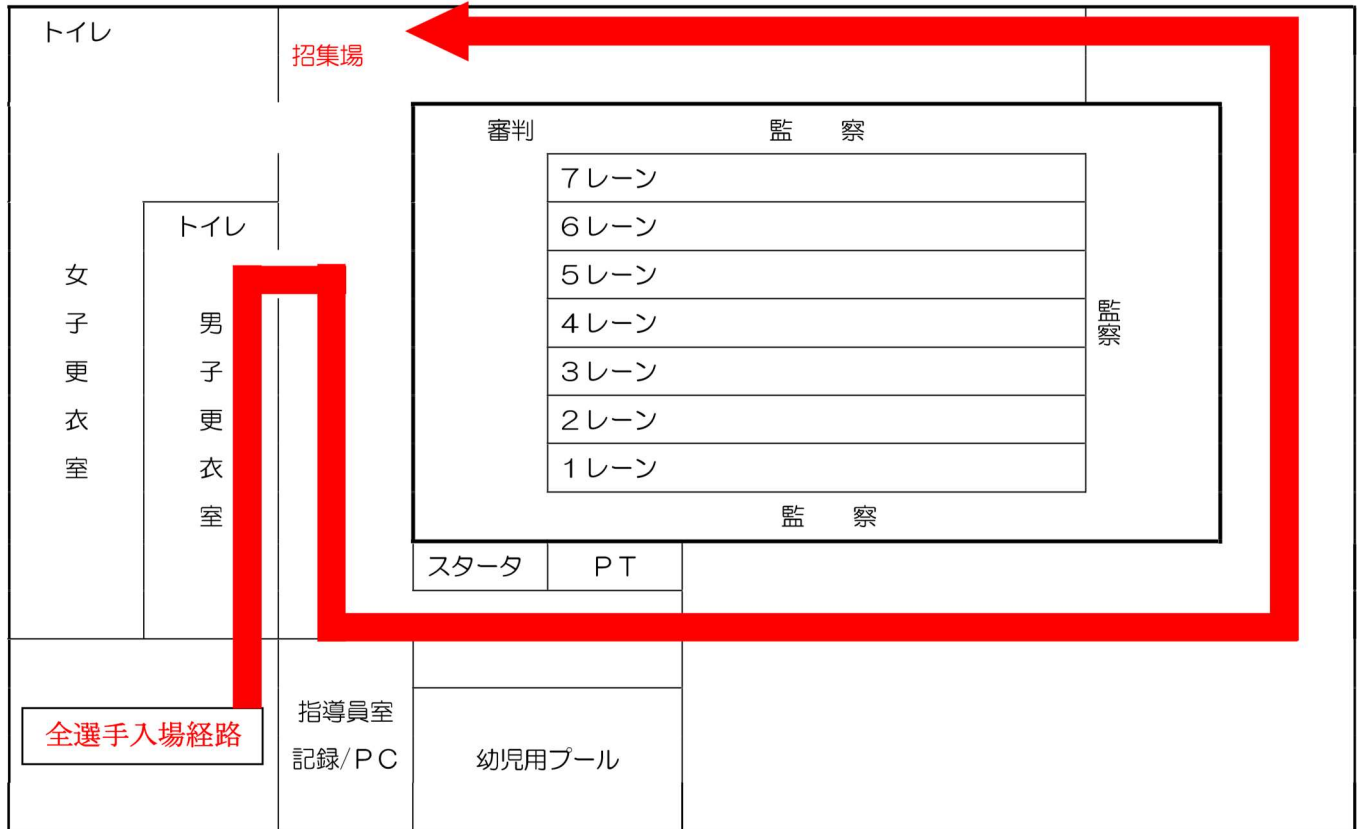 トイレ
招集場
審判 監 察
7レーン
トイレ
6レーン
5レーン
4レーン
3レーン
2レーン
1レーン
女子更衣室
男子更衣室
監察
監 察
スタータ PT
全選手入場経路
指導員室
記録/PC
幼児用プール